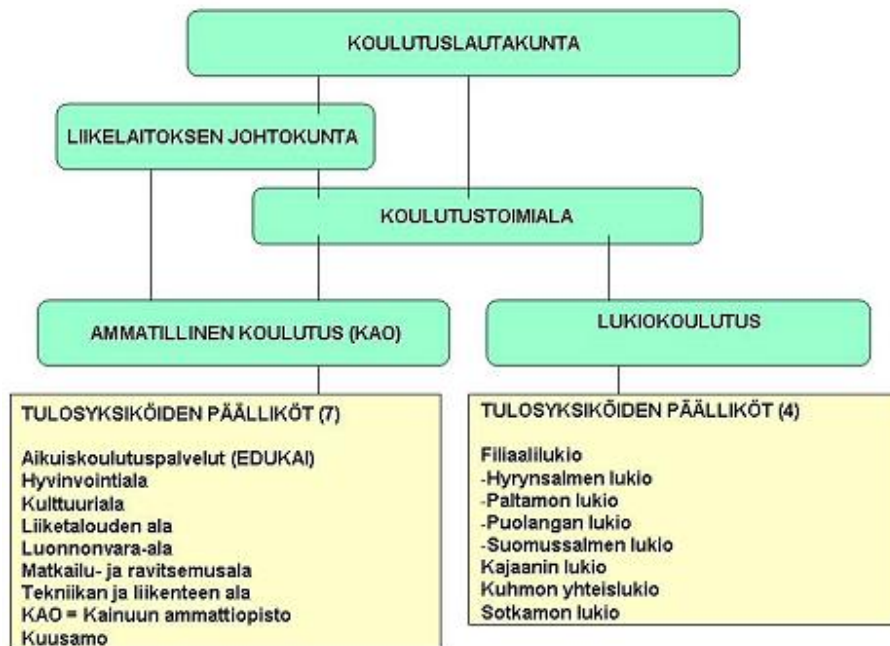 KOULUTUSLAUTAKUNTA
LIIKELAITOKSEN JOHTOKUNTA
KOULUTUSTOIMIALA
AMMATILLINEN KOULUTUS (KAO)
LUKIOKOULUTUS
TULOSYKSIKÖIDEN PÄÄLLIKÖT (7)
Aikuiskoulutuspalvelut (EDUKAI)
Hyvinvointiala
Kulttuuriala
Liiketalouden ala
Luonnonvara-ala
Matkailu- ja ravitsemusala
Tekniikan ja liikenteen ala
KAO = Kainuun ammattiopisto
Kuusamo
TULOSYKSIKÖIDEN PÄÄLLIKÖT (4)
Filiaalilukio
-Hyrynsalmen lukio
-Paltamon lukio
-Puolangan lukio
-Suomussalmen lukio
Kajaanin lukio
Kuhmon yhteislukio
Sotkamon lukio